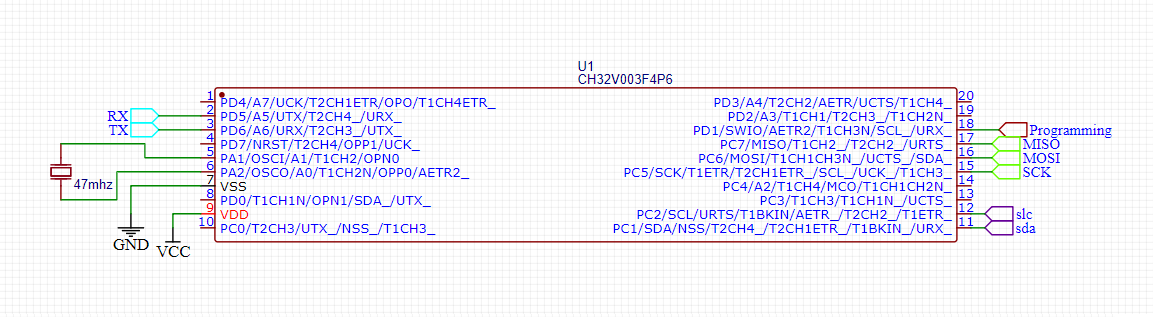 U1
CH32V003F4P6
1 PD4/A7/UCK/T2CH1ETR/OPO/T1CH4ETR_
PD3/A4/T2CH2/AETR/UCTS/T1CH4_ 20
RX 2 PD5/A5/UTX/T2CH4_/URX_
PD2/A3/T1CH1/T2CH3_/T1CH2N_ 19
TX 3 PD6/A6/URX/T2CH3_/UTX_
PD1/SWIO/AETR2/T1CH3N/SCL_/URX_ 18 Programming
4 PD7/NRST/T2CH4/OPP1/UCK_
PC7/MISO/T1CH2_/T2CH2_/URTS_ 17 MISO
5 PA1/OSCI/A1/T1CH2/OPN0
PC6/MOSI/T1CH1CH3N_/UCTS_/SDA_ 16 MOSI
47mhz
6 PA2/OSCO/A0/T1CH2N/OPP0/AETR2_
PC5/SCK/T1ETR/T2CH1ETR_/SCL_/UCK_/T1CH3_ 15 SCK
7 VSS
PC4/A2/T1CH4/MCO/T1CH1CH2N_ 14
8 PD0/T1CH1N/OPN1/SDA_/UTX_
PC3/T1CH3/T1CH1N_/UCTS_ 13
9 VDD
PC2/SCL/URTS/T1BKIN/AETR_/T2CH2_/T1ETR_ 12 slc
10 PC0/T2CH3/UTX_/NSS_/T1CH3_
PC1/SDA/NSS/T2CH4_/T2CH1ETR_/T1BKIN_/URX_ 11 sda
GND
VCC